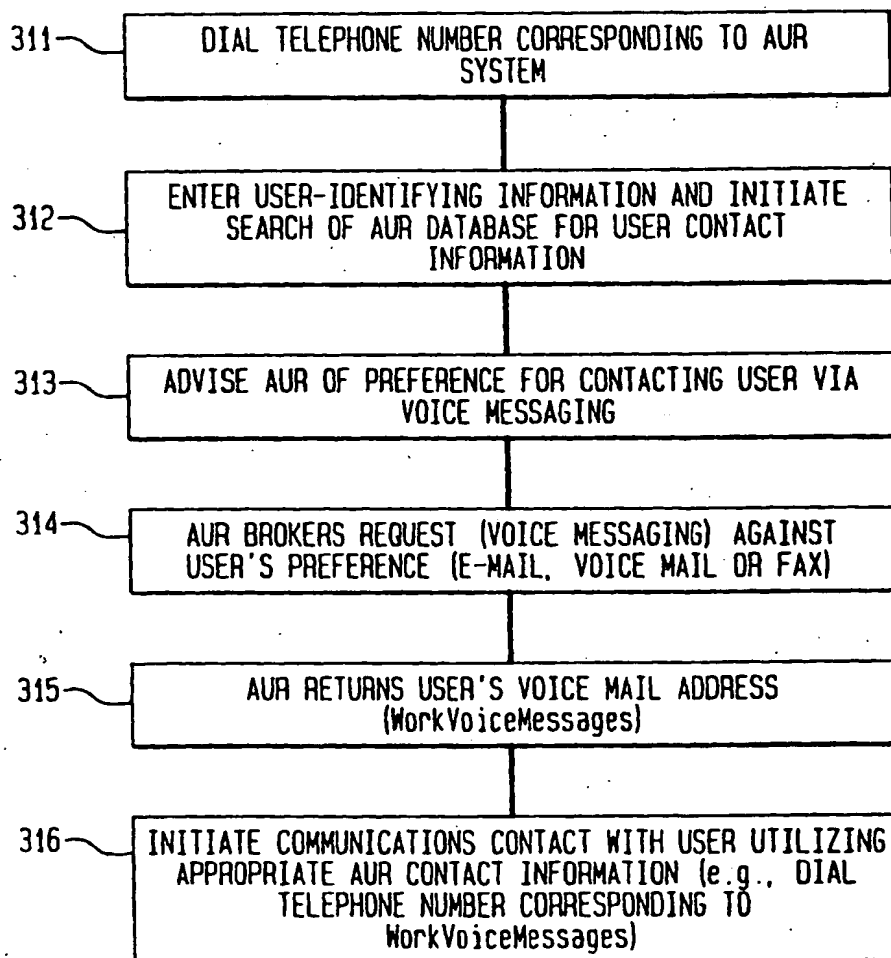 311
DIAL TELEPHONE NUMBER CORRESPONDING TO AUR
SYSTEM
312
ENTER USER-IDENTIFYING INFORMATION AND INITIATE
SEARCH OF AUR DATABASE FOR USER CONTACT
INFORMATION
313
ADVISE AUR OF PREFERENCE FOR CONTACTING USER VIA
VOICE MESSAGING
314
AUR BROKERS REQUEST (VOICE MESSAGING) AGAINST
USER'S PREFERENCE (E-MAIL, VOICE MAIL OR FAX)
315
AUR RETURNS USER'S VOICE MAIL ADDRESS
(WorkVoiceMessages)
316
INITIATE COMMUNICATIONS CONTACT WITH USER UTILIZING
APPROPRIATE AUR CONTACT INFORMATION (e.g., DIAL
TELEPHONE NUMBER CORRESPONDING TO
WorkVoiceMessages)